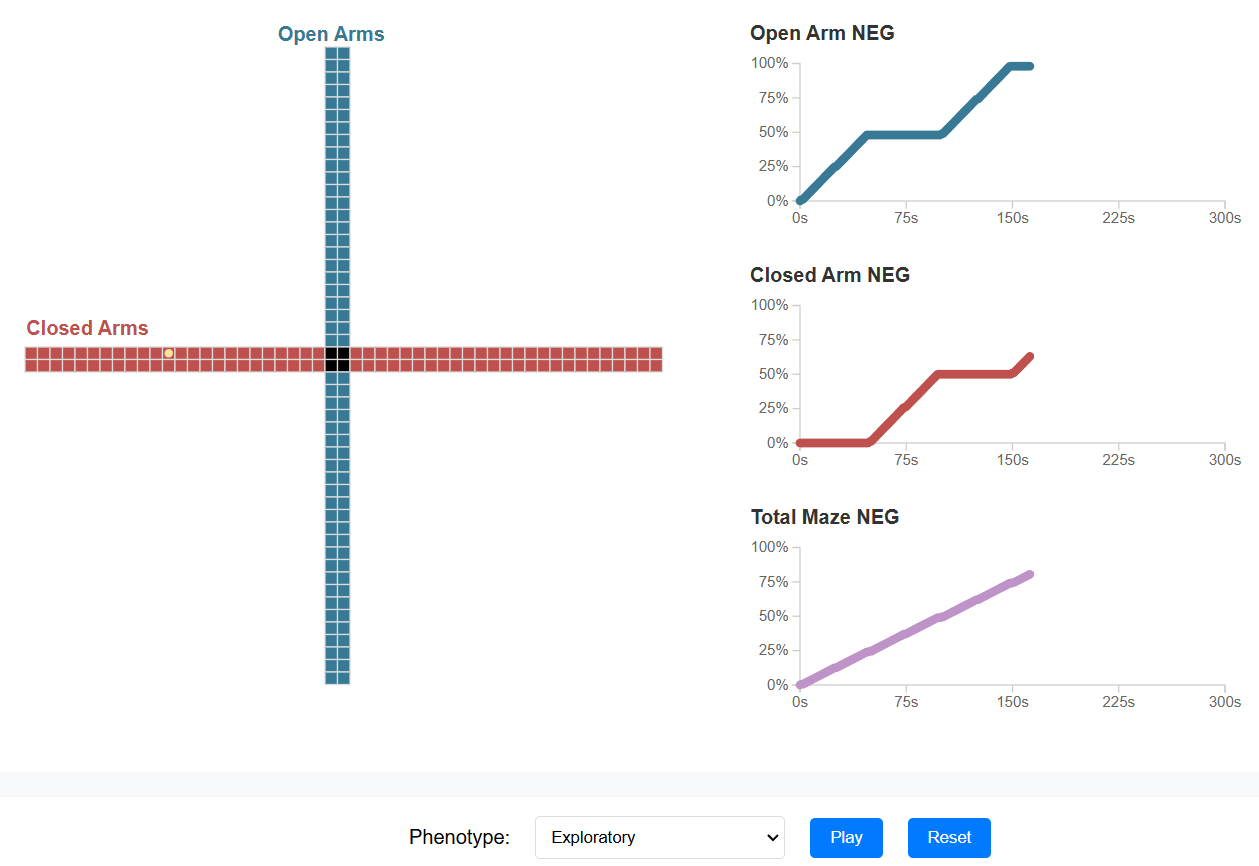 Open Arms
Closed Arms
Open Arm NEG
100%
75%
50%
25%
0%
0s 75s 150s 225s 300s
Closed Arm NEG
100%
75%
50%
25%
0%
0s 75s 150s 225s 300s
Total Maze NEG
100%
75%
50%
25%
0%
0s 75s 150s 225s 300s
Phenotype: Exploratory Play Reset